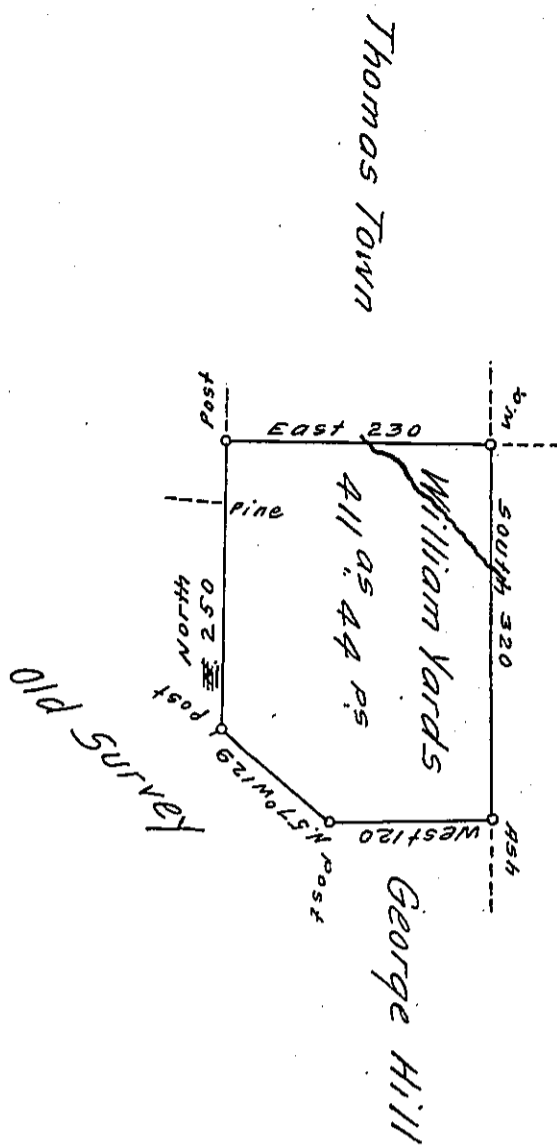 Thomas Town
Post
East 230
W.O.
Pine
William Yards
411 as. 44 ps
South 320
North 250
Post
N.57°W129
Post
West 120
Ash
Old Survey
George Hill